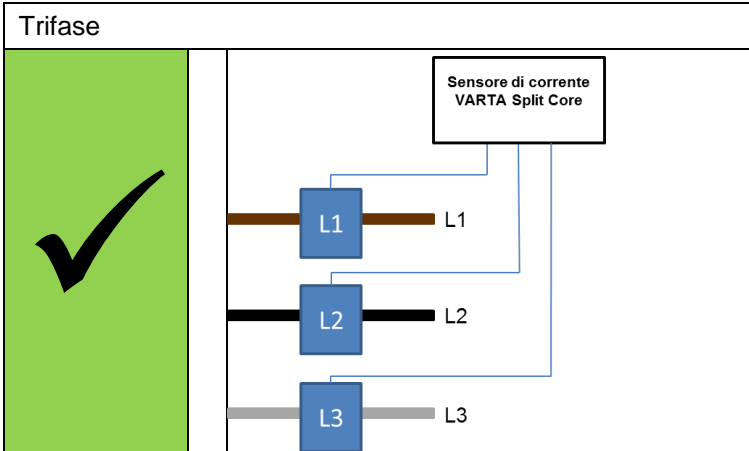 Trifase
Sensore di corrente
VARTA Split Core
L1 L1
L2 L2
L3 L3